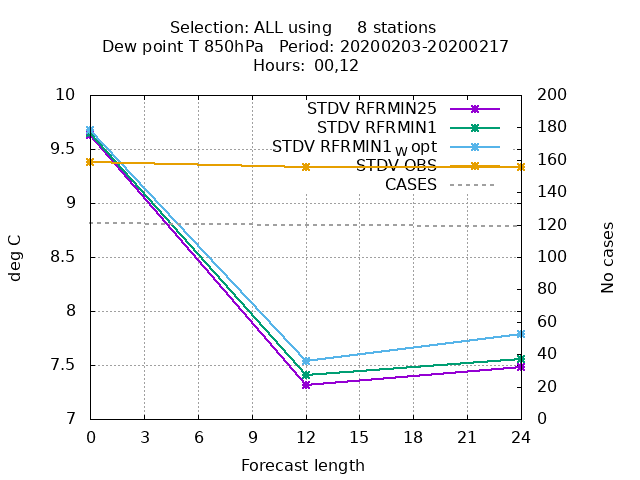 Selection: ALL using 8 stations
Dew point T 850hPa Period: 20200203-20200217
Hours: 00,12
10
9.5
9
8.5
8
7.5
7
200
180
160
140
120
100
80
60
40
20
0
STDV RFRMIN25
STDV RFRMIN1
STDV RFRMIN1w opt
STDV OBS
CASES
deg C
No cases
0 3 6 9 12 15 18 21 24
Forecast length